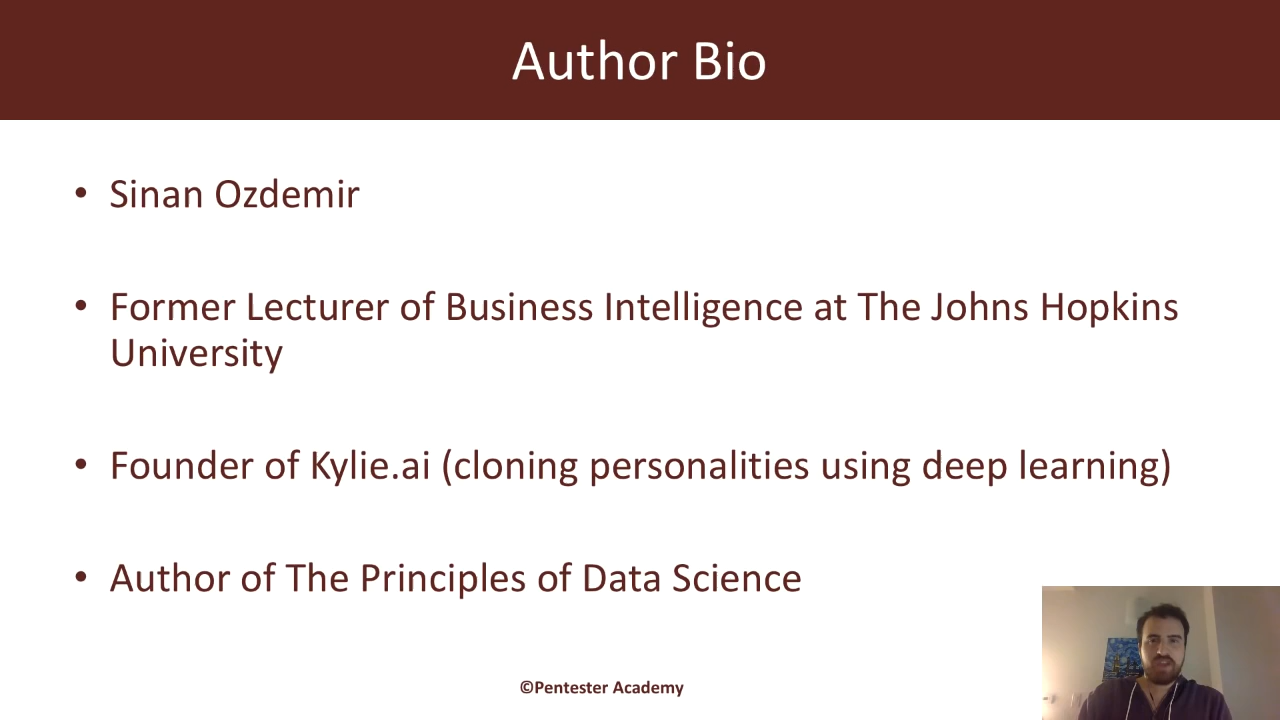 Author Bio
• Sinan Ozdemir
• Former Lecturer of Business Intelligence at The Johns Hopkins
University
• Founder of Kylie.ai (cloning personalities using deep learning)
• Author of The Principles of Data Science
©Pentester Academy